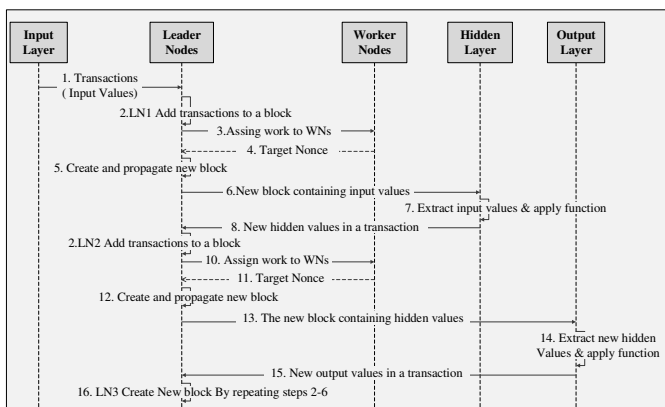 Input
Layer
Leader
Nodes
Worker
Nodes
Hidden
Layer
Output
Layer
1. Transactions
( Input Values)
2.LN1 Add transactions to a block
3.Assing work to WNs
4. Target Nonce
5. Create and propagate new block
6.New block containing input values
7. Extract input values & apply function
8. New hidden values in a transaction
2.LN2 Add transactions to a block
10. Assign work to WNs
11. Target Nonce
12. Create and propagate new block
13. The new block containing hidden values
14. Extract new hidden
Values & apply function
15. New output values in a transaction
16. LN3 Create New block By repeating steps 2-6